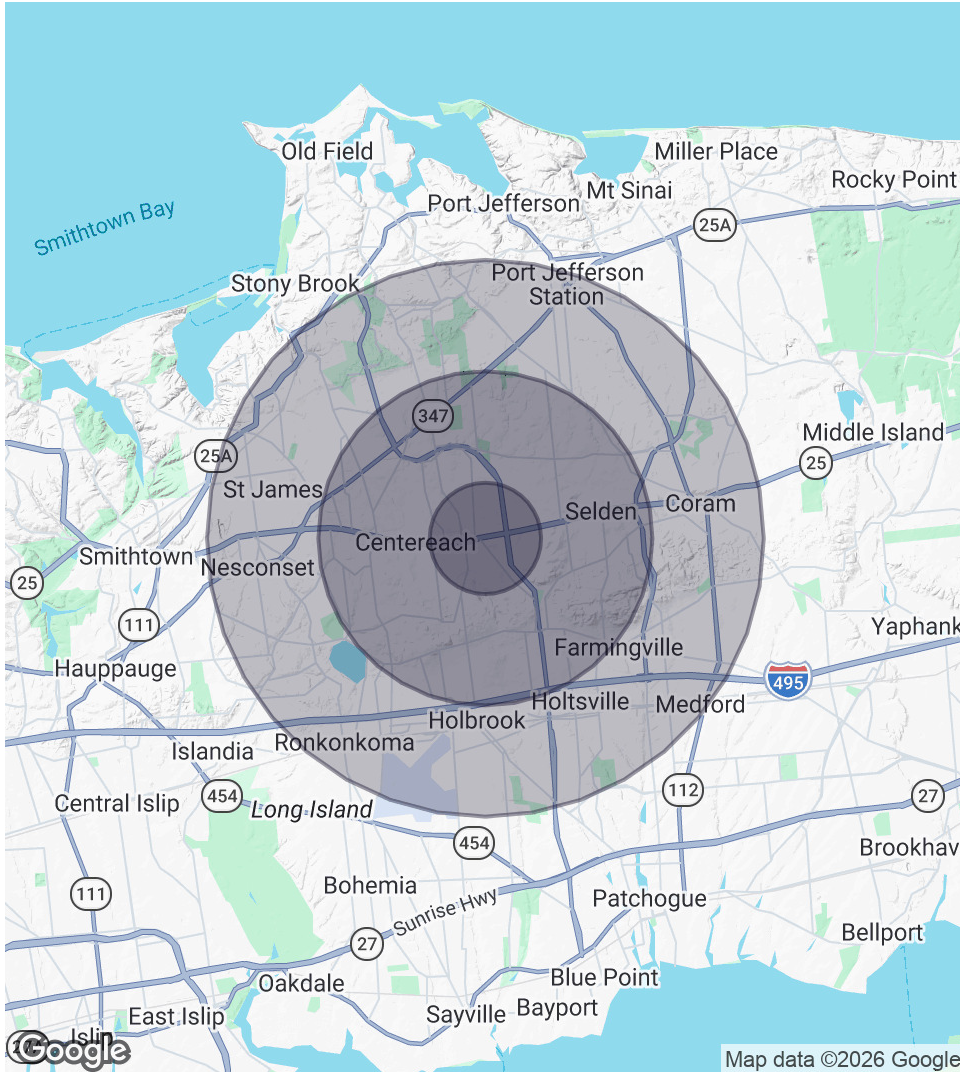 Old Field
Miller Place
Rocky Point
Mt Sinai
Port Jefferson
Smithtown Bay
25A
Port Jefferson
Station
Stony Brook
347
Middle Island
25A
25
St James
Selden
Coram
Centereach
Smithtown
Nesconset
25
111
Yaphank
Farmingville
Hauppauge
495
Holtsville
Medford
Holbrook
Ronkonkoma
Islandia
454
112
27
Central Islip
Long Island
454
Brookhav
Bohemia
111
Patchogue
Sunrise Hwy
27
Bellport
Blue Point
Oakdale
Bayport
Sayville
East Islip
Islip
Google
Map data ©2026 Google